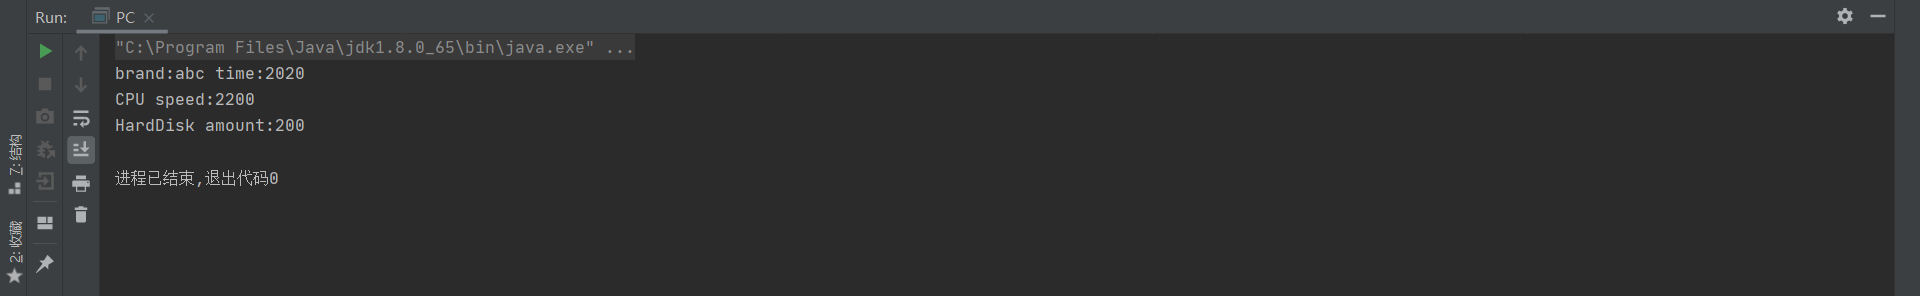 Run: PC
"C:\Program Files\Java\jdk1.8.0_65\bin\java.exe" ...
brand:abc time:2020
CPU speed:2200
HardDisk amount:200
进程已结束,退出代码0
7: 结构
2: 收藏